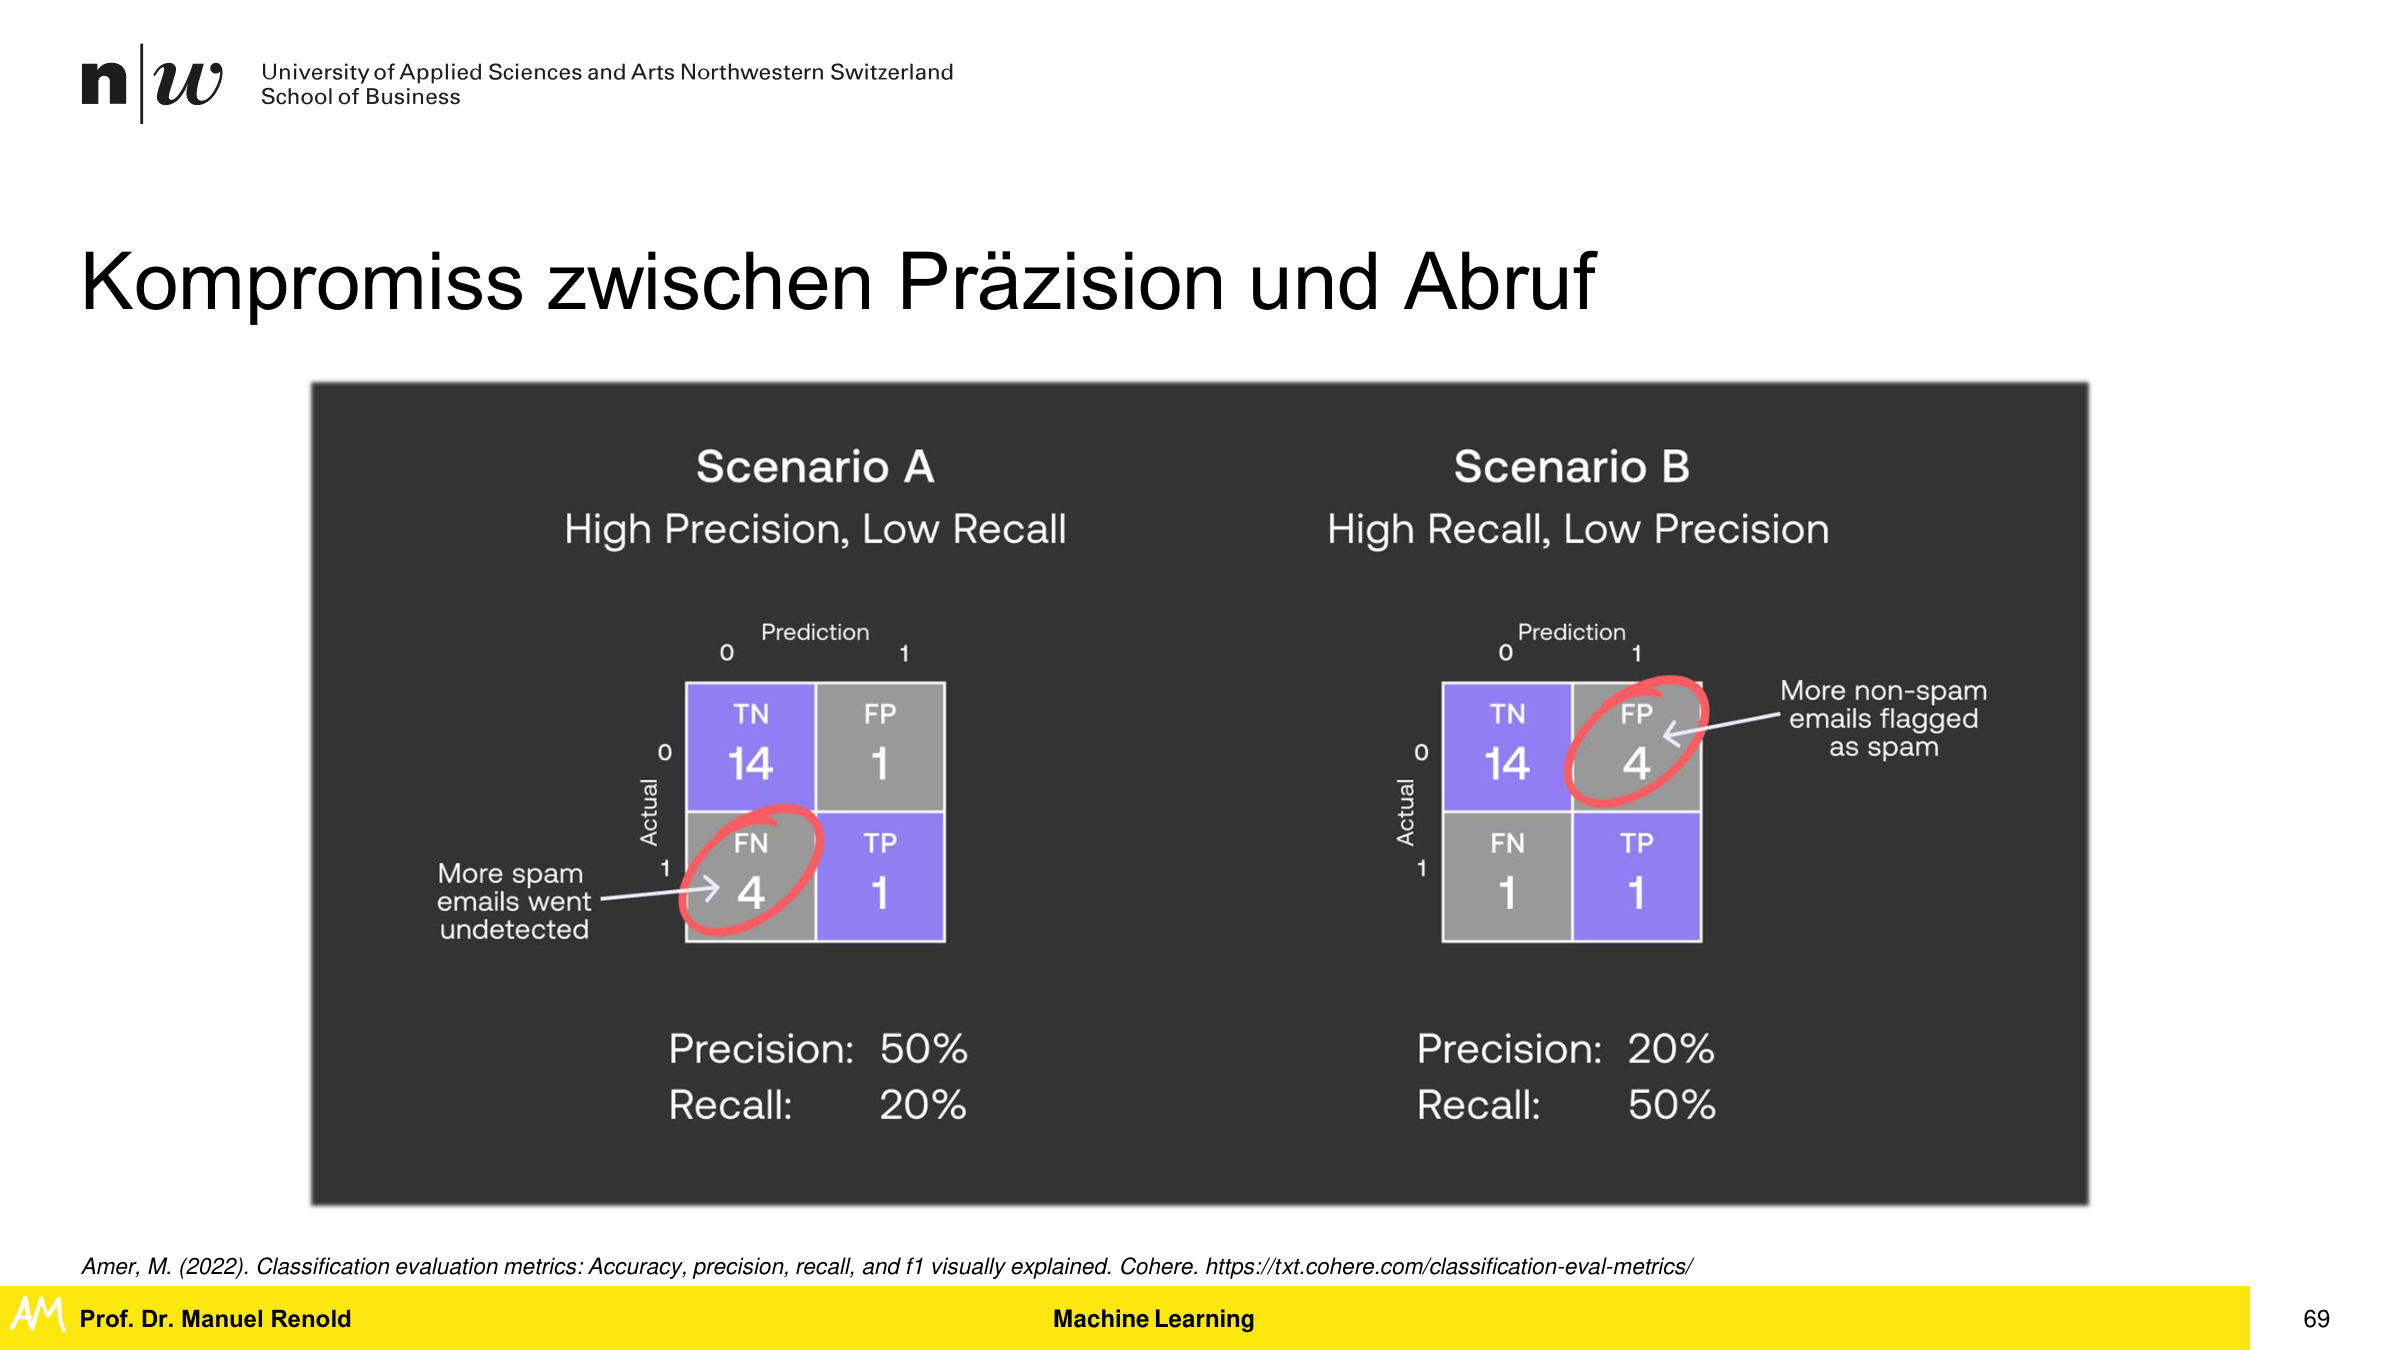 n|w
University of Applied Sciences and Arts Northwestern Switzerland
School of Business
Kompromiss zwischen Präzision und Abruf
Scenario A
High Precision, Low Recall
Prediction
0 1
Actual
0
1
TN
14
FP
1
FN
4
TP
1
More spam
emails went
undetected
Precision: 50%
Recall: 20%
Scenario B
High Recall, Low Precision
Prediction
0 1
Actual
0
1
TN
14
FP
4
FN
1
TP
1
More non-spam
emails flagged
as spam
Precision: 20%
Recall: 50%
Amer, M. (2022). Classification evaluation metrics: Accuracy, precision, recall, and f1 visually explained. Cohere. https://txt.cohere.com/classification-eval-metrics/
AM
Prof. Dr. Manuel Renold
Machine Learning
69